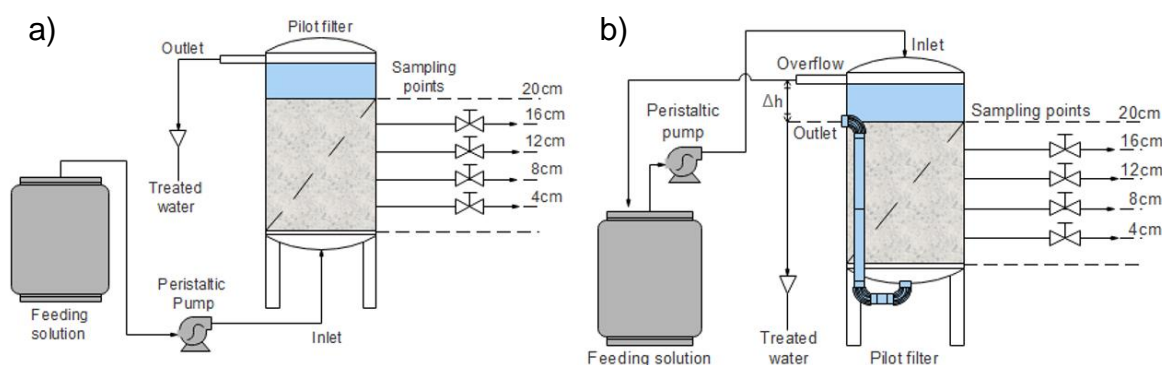 a)
Pilot filter
Outlet
Sampling
points
20cm
16cm
12cm
8cm
4cm
Treated
water
Peristaltic
Pump
Feeding
solution
Inlet
b)
Inlet
Overflow
Δh
Peristaltic
pump
Outlet
Sampling points
20cm
16cm
12cm
8cm
4cm
Treated
water
Feeding solution
Pilot filter